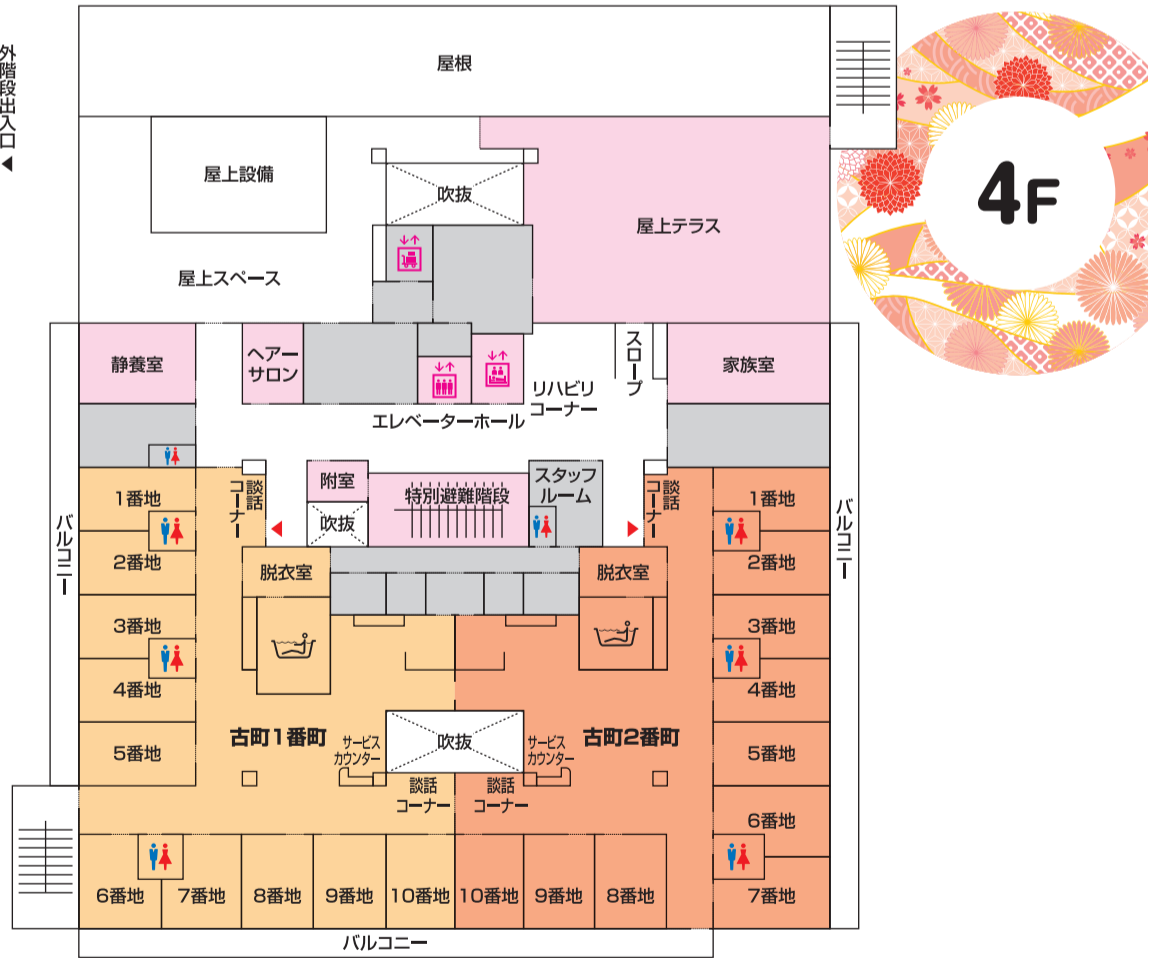 外階段出入口◀
屋根
4F
屋上設備
吹抜
屋上テラス
屋上スペース
静養室
ヘアー
サロン
スロープ
家族室
リハビリ
コーナー
エレベーターホール
附室
特別避難階段
スタッフ
ルーム
談話
コーナー
談話
コーナー
吹抜
1番地
1番地
バルコニー
バルコニー
2番地
脱衣室
脱衣室
2番地
3番地
3番地
4番地
4番地
古町1番町
サービス
カウンター
吹抜
サービス
カウンター
古町2番町
5番地
5番地
談話
コーナー
談話
コーナー
6番地
6番地
7番地
8番地
9番地
10番地
10番地
9番地
8番地
7番地
バルコニー